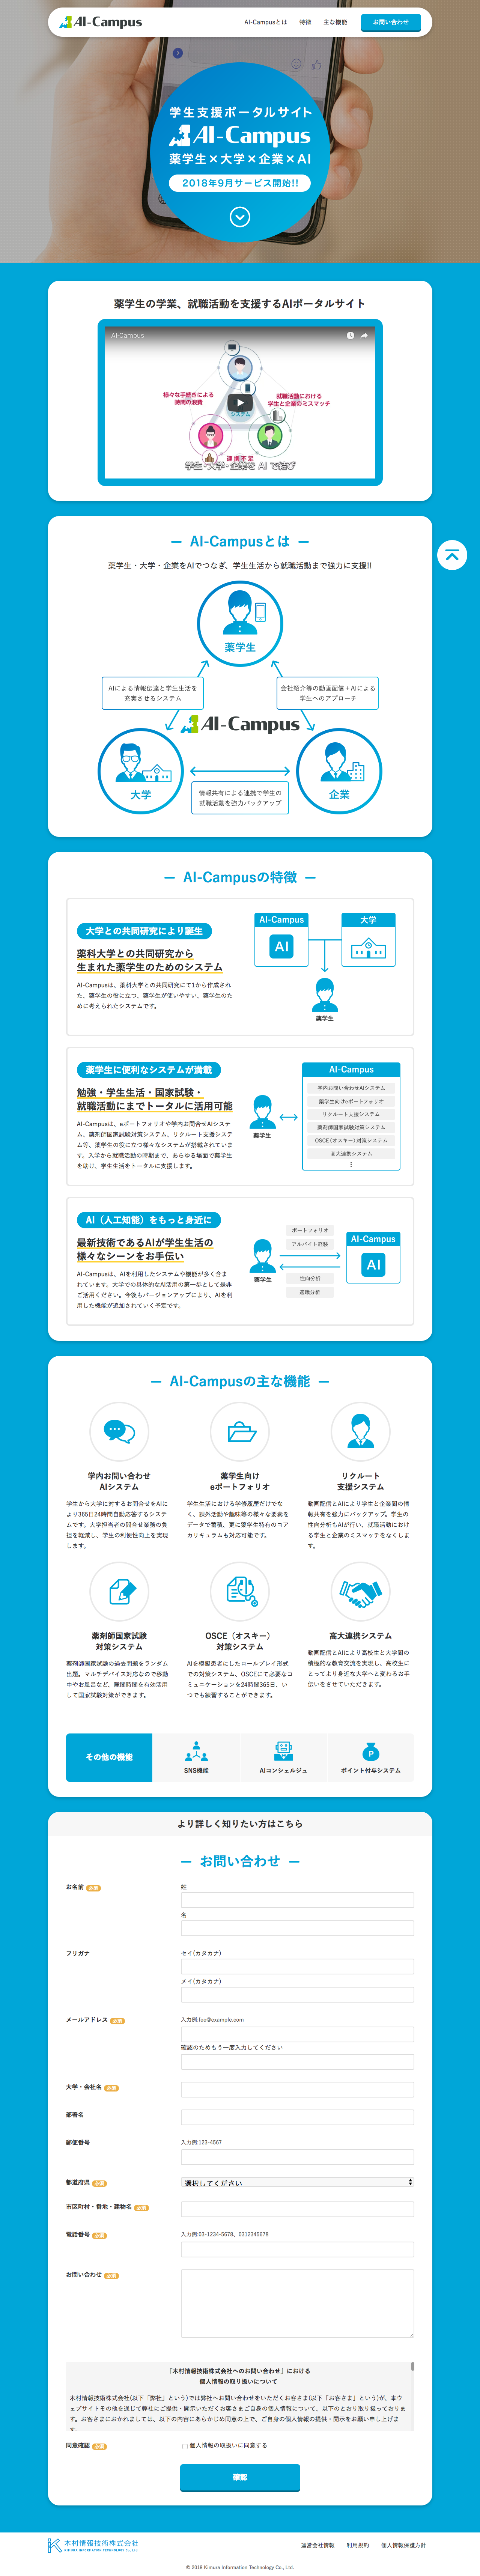 AI-Campus
AI-Campusとは
特徴
主な機能
お問い合わせ
学生支援ポータルサイト
AI-Campus
薬学生×大学×企業×AI
2018年9月サービス開始!!
薬学生の学業、就職活動を支援するAIポータルサイト
AI-Campus
様々な手続きによる
時間の浪費
就職活動における
学生と企業のミスマッチ
システム
連携不足
学生・大学・企業を AI で結び
AI-Campusとは
薬学生・大学・企業をAIでつなぎ、学生生活から就職活動まで強力に支援!!
薬学生
AIによる情報伝達と学生生活を
充実させるシステム
会社紹介等の動画配信+AIによる
学生へのアプローチ
AI-Campus
大学
企業
情報共有による連携で学生の
就職活動を強力バックアップ
AI-Campusの特徴
大学との共同研究により誕生
薬科大学との共同研究から
生まれた薬学生のためのシステム
AI-Campusは、薬科大学との共同研究にて1から作成され
た。薬学生の役に立つ、薬学生が使いやすい、薬学生のた
めに考えられたシステムです。
AI-Campus
AI
大学
薬学生
薬学生に便利なシステムが満載
勉強・学生生活・国家試験・
就職活動にまでトータルに活用可能
AI-Campusは、eポートフォリオや学内お問合せAIシステ
ム、薬剤師国家試験対策システム、リクルート支援システ
ム等、薬学生の役に立つ様々なシステムが搭載されていま
す。入学から就職活動の時期まで、あらゆる場面で薬学生
を助け、学生生活をトータルに支援します。
薬学生
AI-Campus
学内お問い合わせAIシステム
薬学生向けeポートフォリオ
リクルート支援システム
薬剤師国家試験対策システム
OSCE(オスキー)対策システム
高大連携システム
AI(人工知能)をもっと身近に
最新技術であるAIが学生生活の
様々なシーンをお手伝い
AI-Campusは、AIを利用したシステムや機能が多く含ま
れています。大学での具体的なAI活用の第一歩として是非
ご活用ください。今後もバージョンアップにより、AIを利
用した機能が追加されていく予定です。
薬学生
ポートフォリオ
アルバイト経験
性向分析
適職分析
AI-Campus
AI
AI-Campusの主な機能
学内お問い合わせ
AIシステム
学生から大学に対するお問合せをAIに
より365日24時間自動応答するシステ
ムです。大学担当者の問合せ業務の負
担を軽減し、学生の利便性向上を実現
します。
薬学生向け
eポートフォリオ
学生生活における学修履歴だけでな
く、課外活動や趣味等の様々な要素を
データで蓄積、更に薬学生特有のコア
カリキュラムも対応可能です。
リクルート
支援システム
動画配信とAIにより学生と企業間の情
報共有を強力にバックアップ。学生の
性向分析もAIが行い、就職活動におけ
る学生と企業のミスマッチをなくしま
す。
薬剤師国家試験
対策システム
薬剤師国家試験の過去問題をランダム
出題。マルチデバイス対応なので移動
中やお風呂など、隙間時間を有効活用
して国家試験対策ができます。
OSCE(オスキー)
対策システム
AIを模擬患者にしたロールプレイ形式
での対策システム、OSCEにて必要なコ
ミュニケーションを24時間365日、い
つでも練習することができます。
高大連携システム
動画配信とAIにより高校生と大学間の
積極的な教育交流を実現し、高校生に
とってより身近な大学へと変わるお手
伝いをさせていただきます。
その他の機能
SNS機能
AIコンシェルジュ
P
ポイント付与システム
より詳しく知りたい方はこちら
お問い合わせ
お名前 必須
姓
名
フリガナ
セイ(カタカナ)
メイ(カタカナ)
メールアドレス 必須
入力例:foo@example.com
確認のためもう一度入力してください
大学・会社名 必須
部署名
郵便番号
入力例:123-4567
都道府県 必須
選択してください
市区町村・番地・建物名 必須
電話番号 必須
入力例:03-1234-5678、0312345678
お問い合わせ 必須
「木村情報技術株式会社へのお問い合わせ」における
個人情報の取り扱いについて
木村情報技術株式会社(以下「弊社」という)では弊社へお問い合わせをいただくお客さま(以下「お客さま」という)が、本ウ
ェブサイトその他を通じて弊社にご提供・開示いただくお客さまご自身の個人情報について、以下のとおり取り扱っておりま
す。お客さまにおかれましては、以下の内容にあらかじめ同意の上で、ご自身の個人情報の提供・開示をお願い申し上げま
す。
同意確認 必須
個人情報の取扱いに同意する
確認
木村情報技術株式会社
KIMURA INFORMATION TECHNOLOGY Co., Ltd.
運営会社情報
利用規約
個人情報保護方針
© 2018 Kimura Information Technology Co., Ltd.